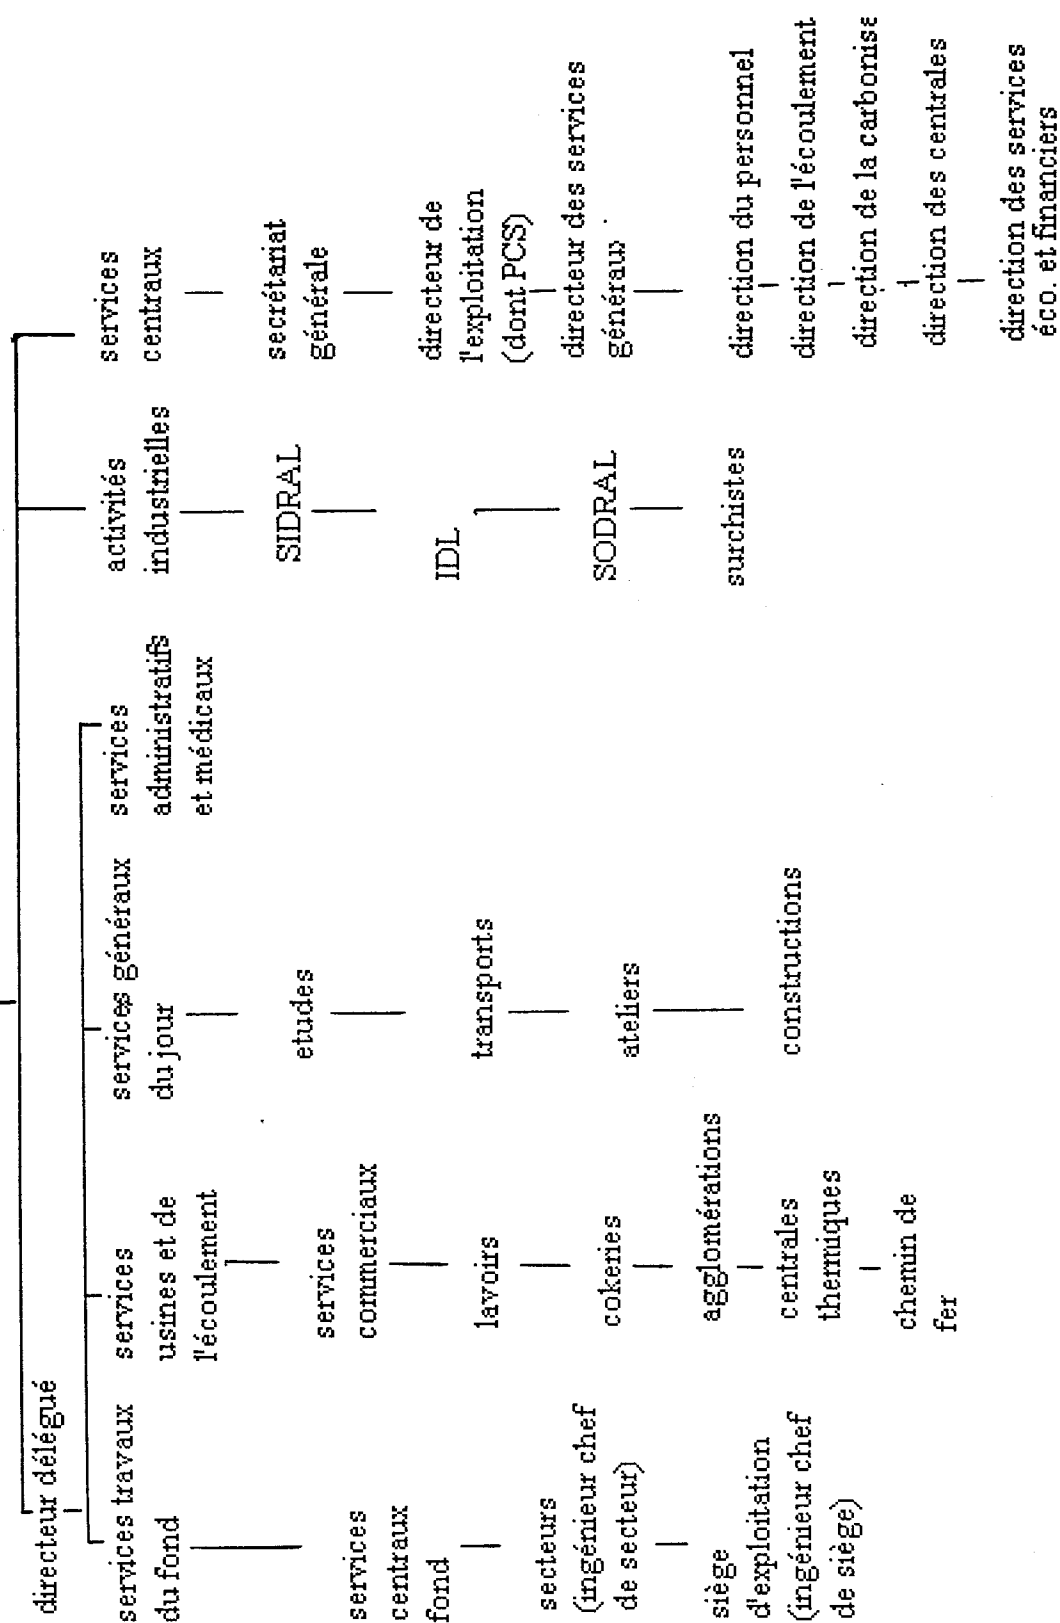 directeur délégué
services travaux
du fond
services
centraux
fond
secteurs
(ingénieur chef
de secteur)
siège
d'exploitation
(ingénieur chef
de siège)
services
usines et de
l'écoulement
services
commerciaux
lavoirs
cokeries
agglomérations
centrales
thermiques
chemin de
fer
services généraux
du jour
etudes
transports
ateliers
constructions
services
administratifs
et médicaux
activités
industrielles
SIDRAL
IDL
SODRAL
surchistes
services
centraux
secrétariat
générale
directeur de
l'exploitation
(dont PCS)
directeur des services
généraux
direction du personnel
direction de l'écoulement
direction de la carbonisa
direction des centrales
direction des services
éco. et financiers